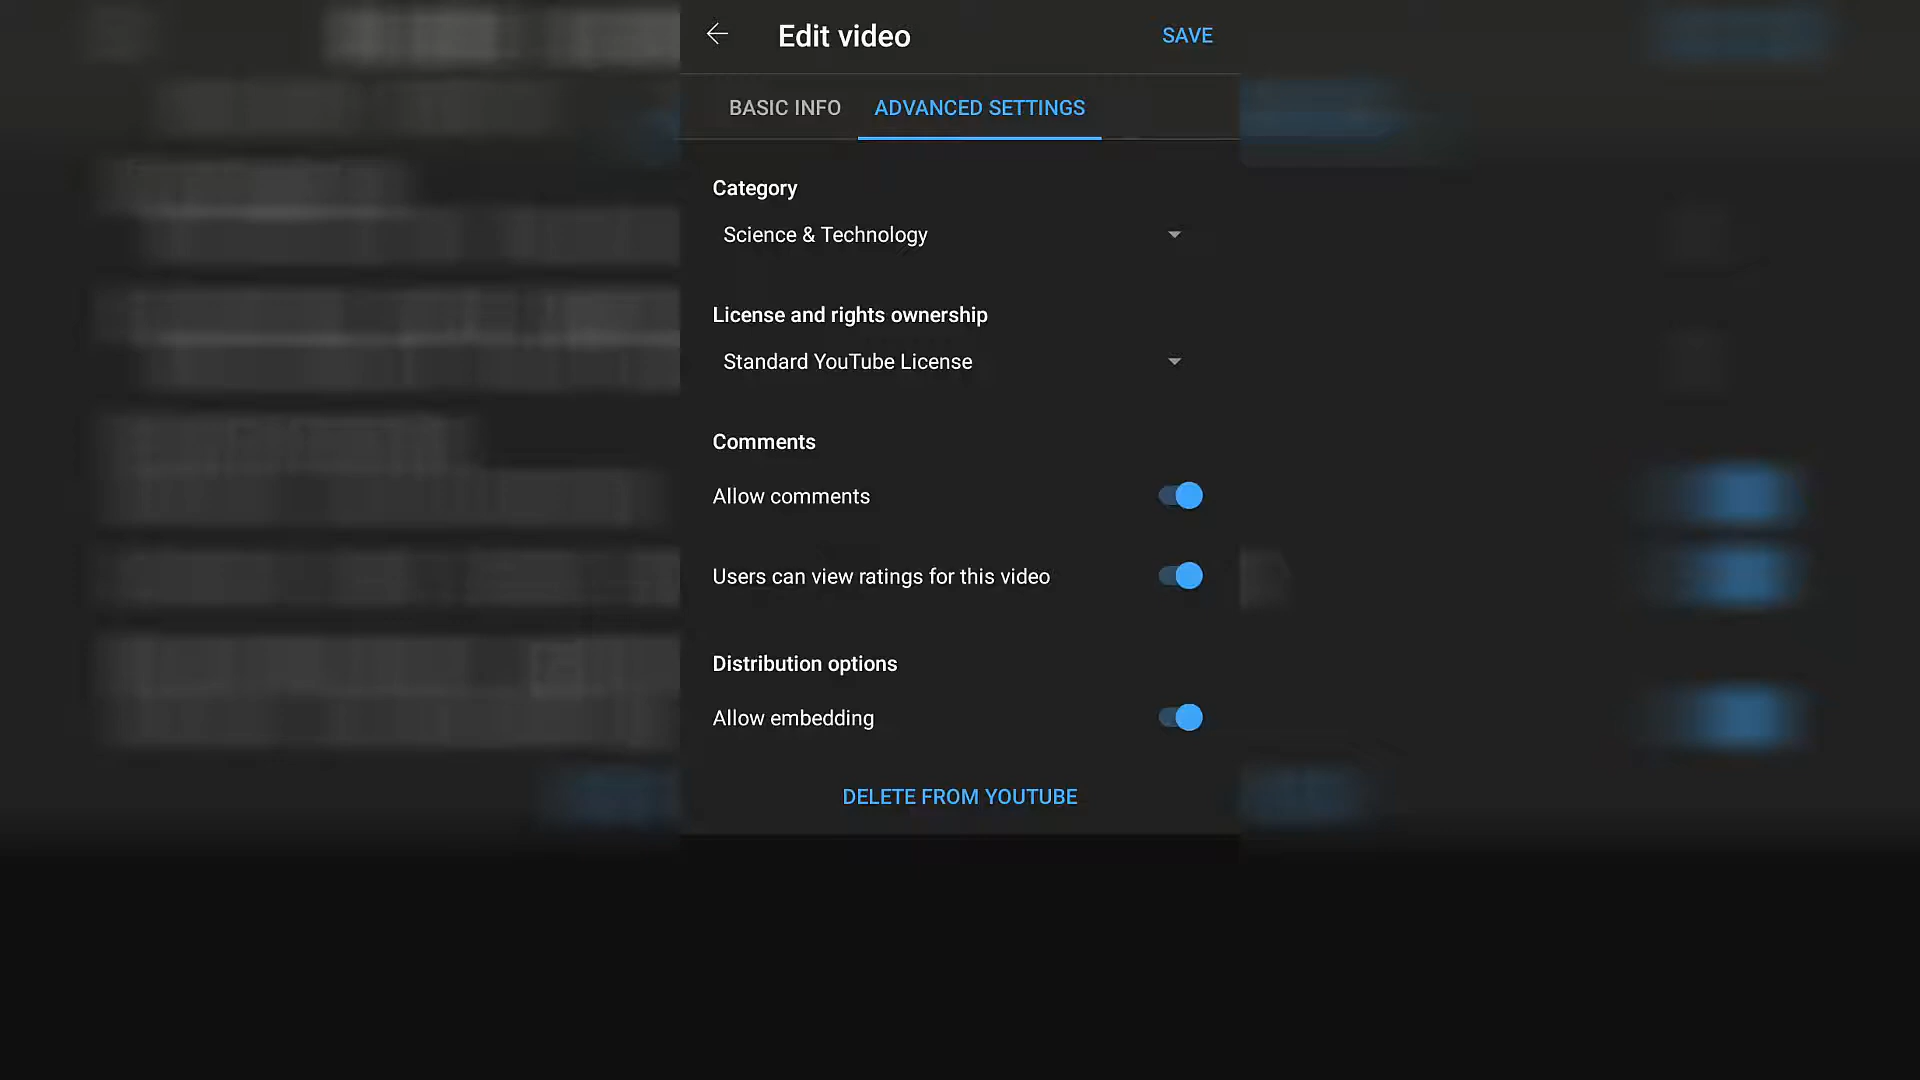 Edit video
SAVE
BASIC INFO
ADVANCED SETTINGS
Category
Science & Technology
License and rights ownership
Standard YouTube License
Comments
Allow comments
Users can view ratings for this video
Distribution options
Allow embedding
DELETE FROM YOUTUBE